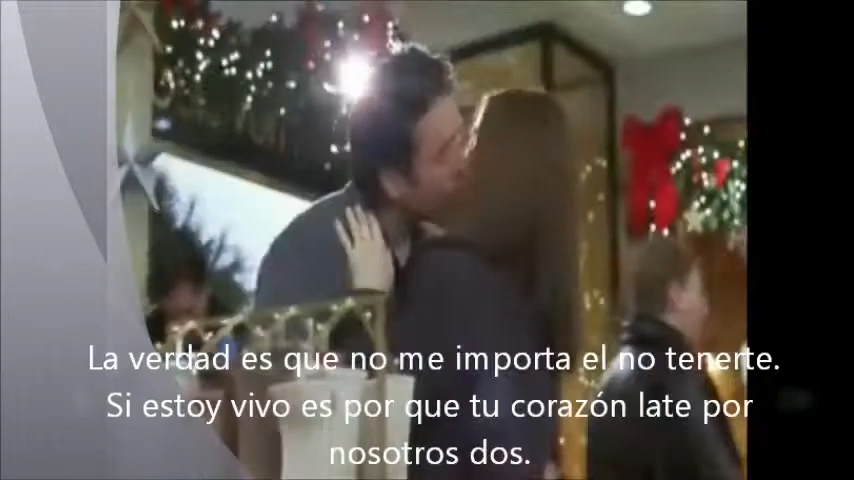 La verdad es que no me importa el no tenerte.
Si estoy vivo es por que tu corazón late por
nosotros dos.